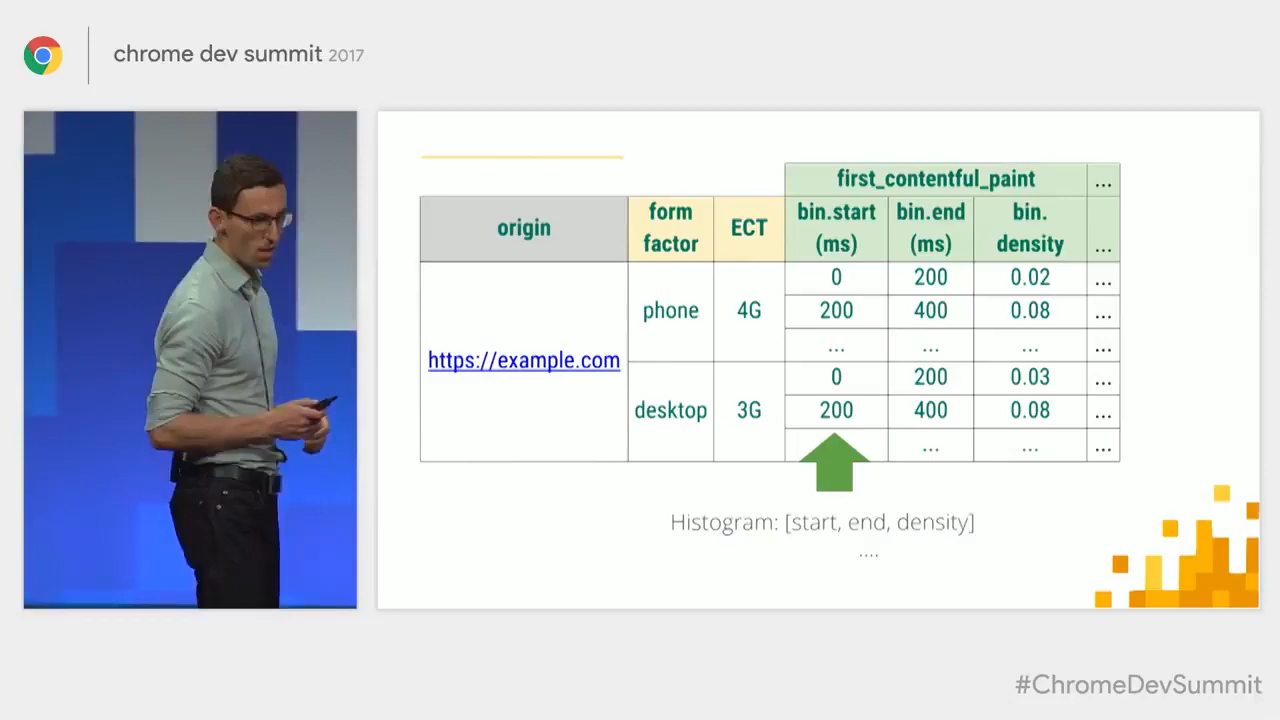 chrome dev summit 2017
first_contentful_paint ...
origin form factor ECT bin.start (ms) bin.end (ms) bin. density ...
https://example.com
phone 4G
0 200 0.02 ...
200 400 0.08 ...
... ... ... ...
desktop 3G
0 200 0.03 ...
200 400 0.08 ...
... ... ...
Histogram: [start, end, density]
....
#ChromeDevSummit